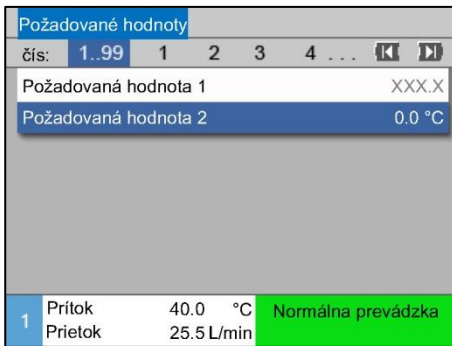 Požadované hodnoty
čís: 1..99 1 2 3 4 ...
Požadovaná hodnota 1 XXX.X
Požadovaná hodnota 2 0.0 °C
1 Prítok 40.0 °C Normálna prevádzka
Prietok 25.5 L/min